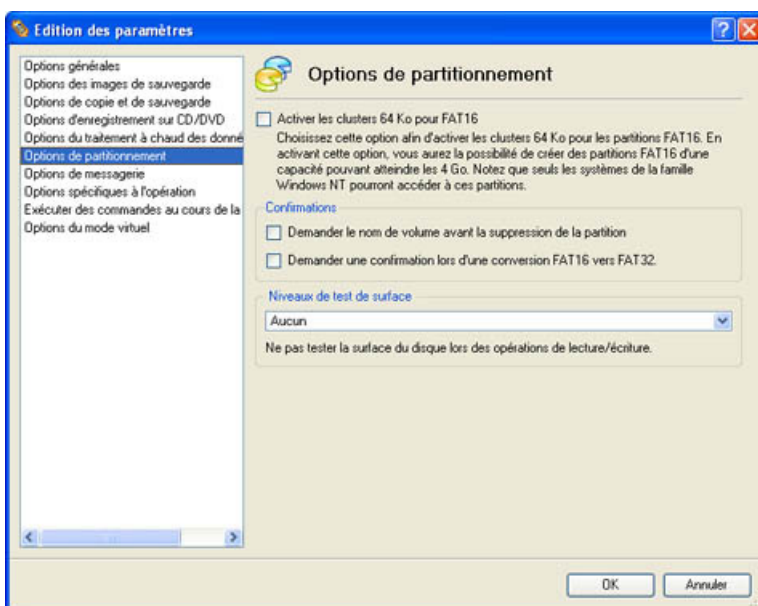 Edition des paramètres
Options générales
Options des images de sauvegarde
Options de copie et de sauvegarde
Options d'enregistrement sur CD/DVD
Options du traitement à chaud des donné
Options de partitionnement
Options de messagerie
Options spécifiques à l'opération
Exécuter des commandes au cours de la
Options du mode virtuel
Options de partitionnement
Activer les clusters 64 Ko pour FAT16
Choisissez cette option afin d'activer les clusters 64 Ko pour les partitions FAT16. En
activant cette option, vous aurez la possibilité de créer des partitions FAT16 d'une
capacité pouvant atteindre les 4 Go. Notez que seuls les systèmes de la famille
Windows NT pourront accéder à ces partitions.
Confirmations
Demander le nom de volume avant la suppression de la partition
Demander une confirmation lors d'une conversion FAT16 vers FAT32.
Niveaux de test de surface
Aucun
Ne pas tester la surface du disque lors des opérations de lecture/écriture.
OK
Annuler